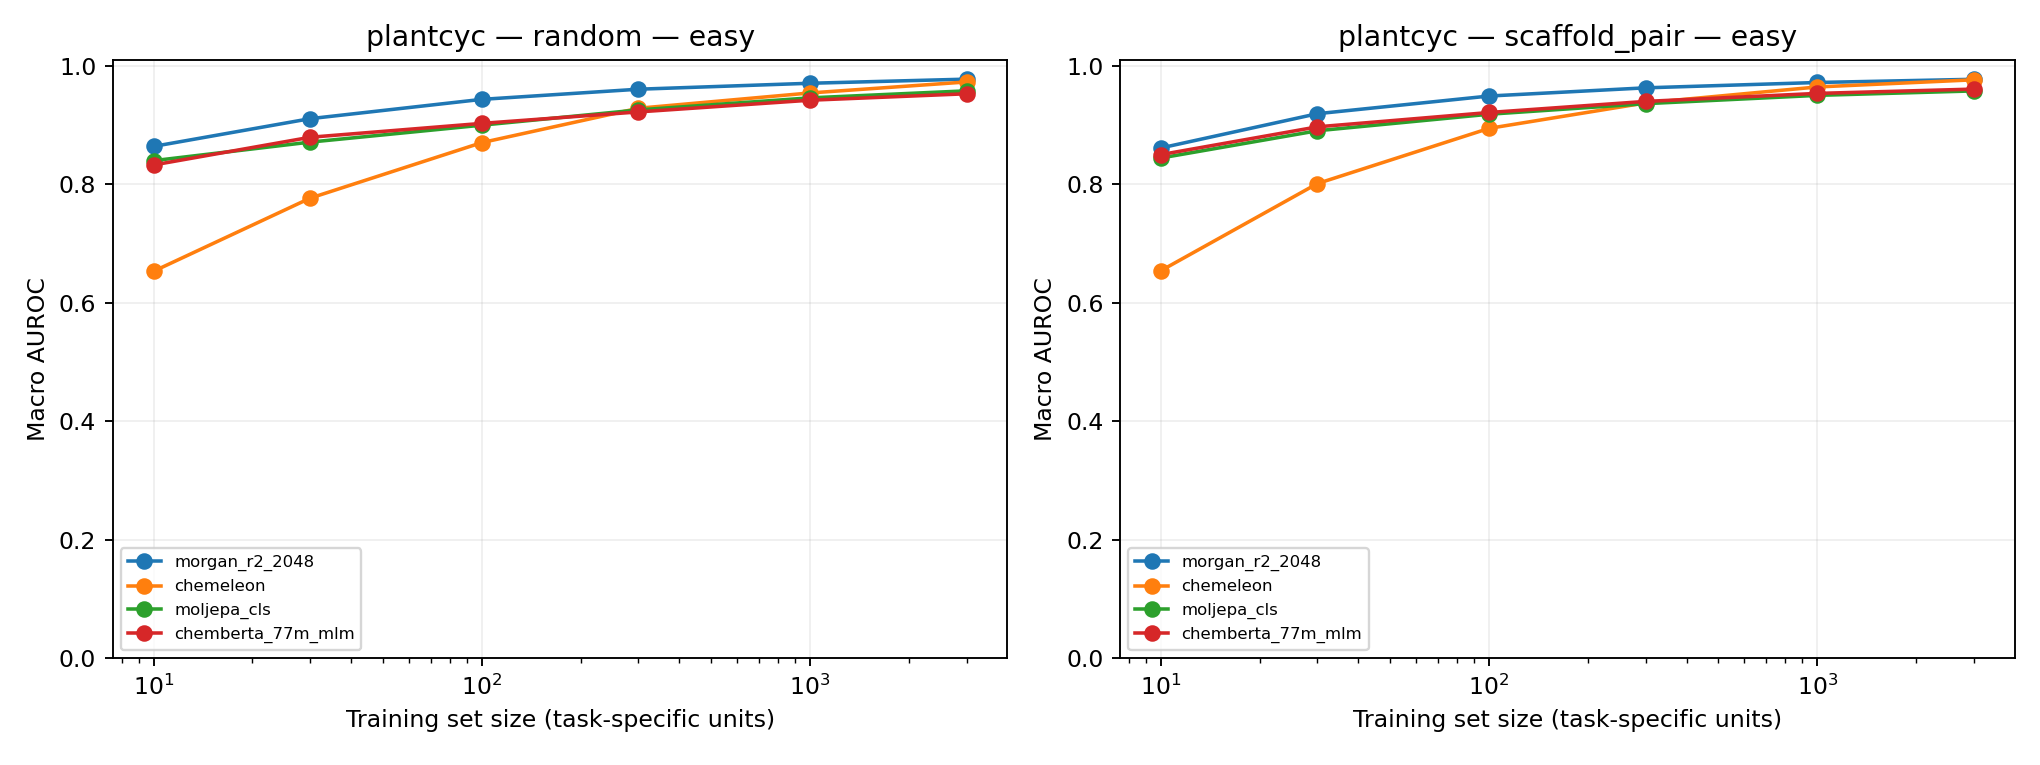 plantcyc — random — easy
Macro AUROC
1.0
0.8
0.6
0.4
0.2
0.0
10¹
10²
10³
Training set size (task-specific units)
morgan_r2_2048
chemeleon
moljepa_cls
chemberta_77m_mlm
plantcyc — scaffold_pair — easy
Macro AUROC
1.0
0.8
0.6
0.4
0.2
0.0
10¹
10²
10³
Training set size (task-specific units)
morgan_r2_2048
chemeleon
moljepa_cls
chemberta_77m_mlm